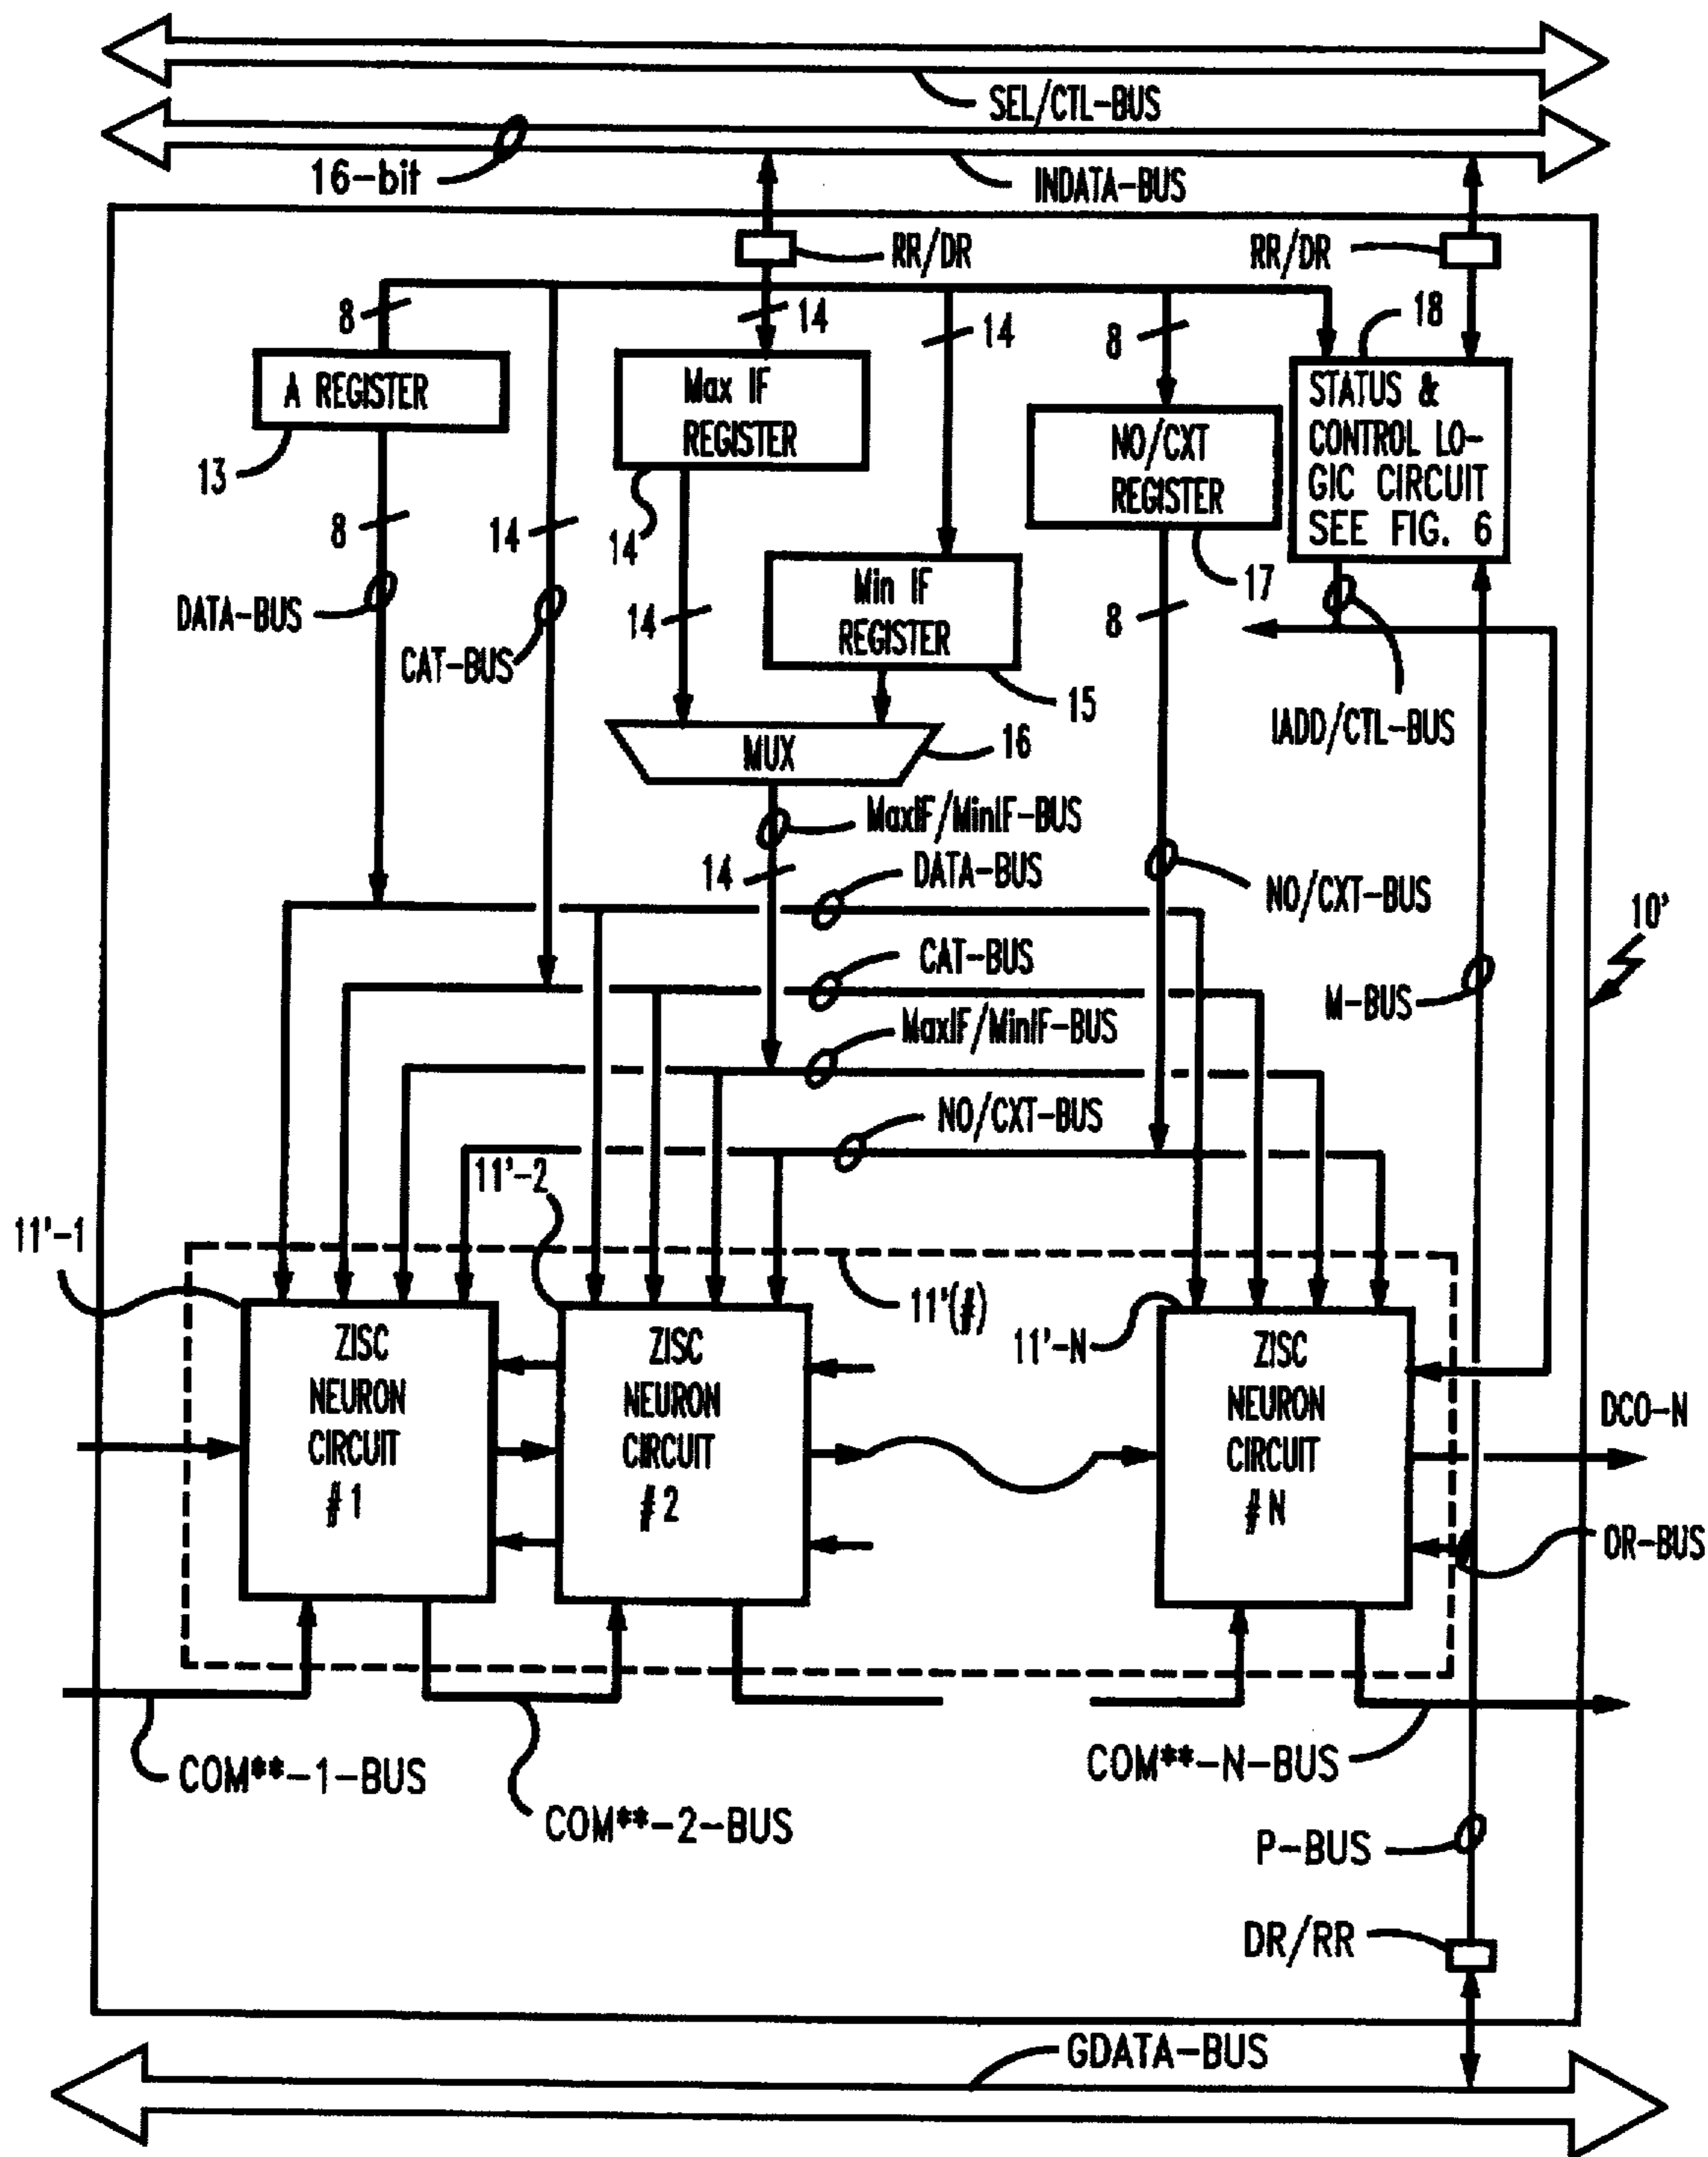 SEL/CTL-BUS
16-bit
INDATA-BUS
RR/DR
RR/DR
8
14
14
8
18
A REGISTER
Max IF
REGISTER
NO/CXT
REGISTER
STATUS &
CONTROL LO-
GIC CIRCUIT
SEE FIG. 6
13
8
14
14
17
DATA-BUS
CAT-BUS
14
Min IF
REGISTER
8
15
IADD/CTL-BUS
MUX
16
MaxIF/MinIF-BUS
14
DATA-BUS
NO/CXT-BUS
10'
CAT-BUS
M-BUS
MaxIF/MinIF-BUS
NO/CXT-BUS
11'-2
11'-1
11'(#)
11'-N
ZISC
NEURON
CIRCUIT
#1
ZISC
NEURON
CIRCUIT
#2
ZISC
NEURON
CIRCUIT
#N
DCO-N
OR-BUS
COM**-1-BUS
COM**-2-BUS
COM**-N-BUS
P-BUS
DR/RR
GDATA-BUS